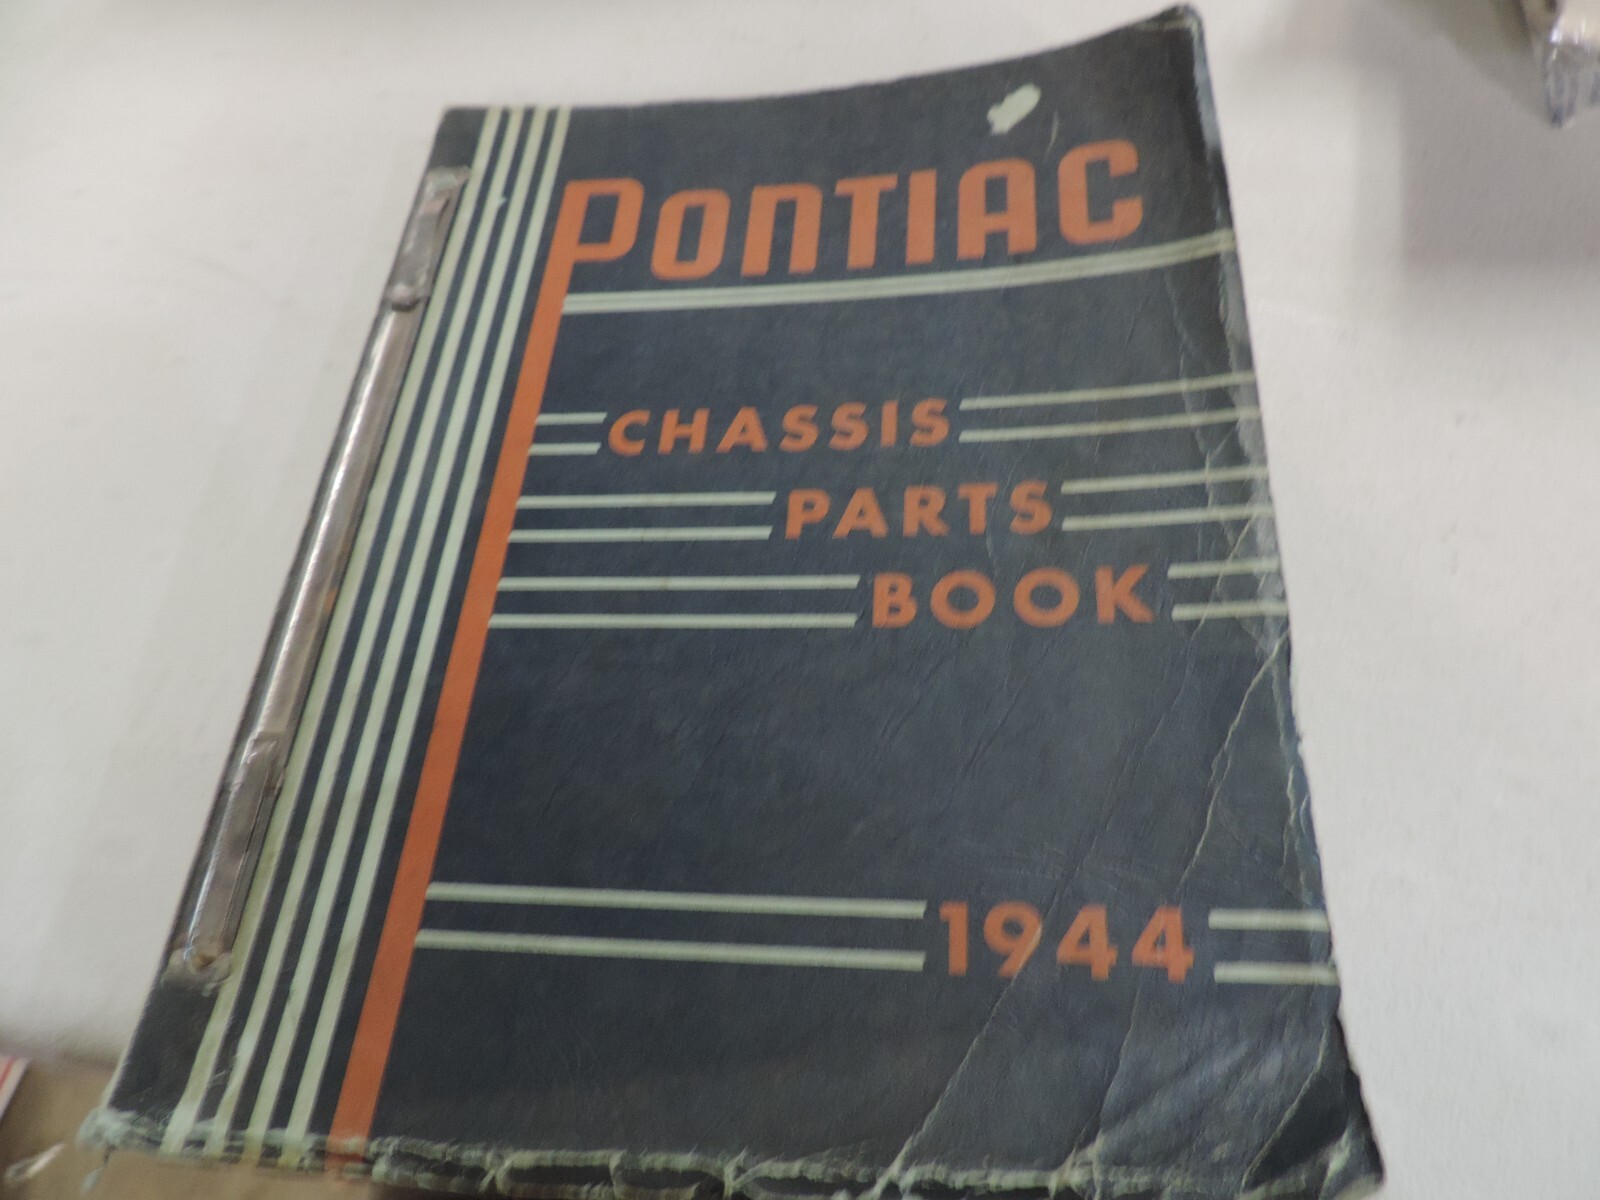 PONTIAC
CHASSIS
PARTS
BOOK
1944